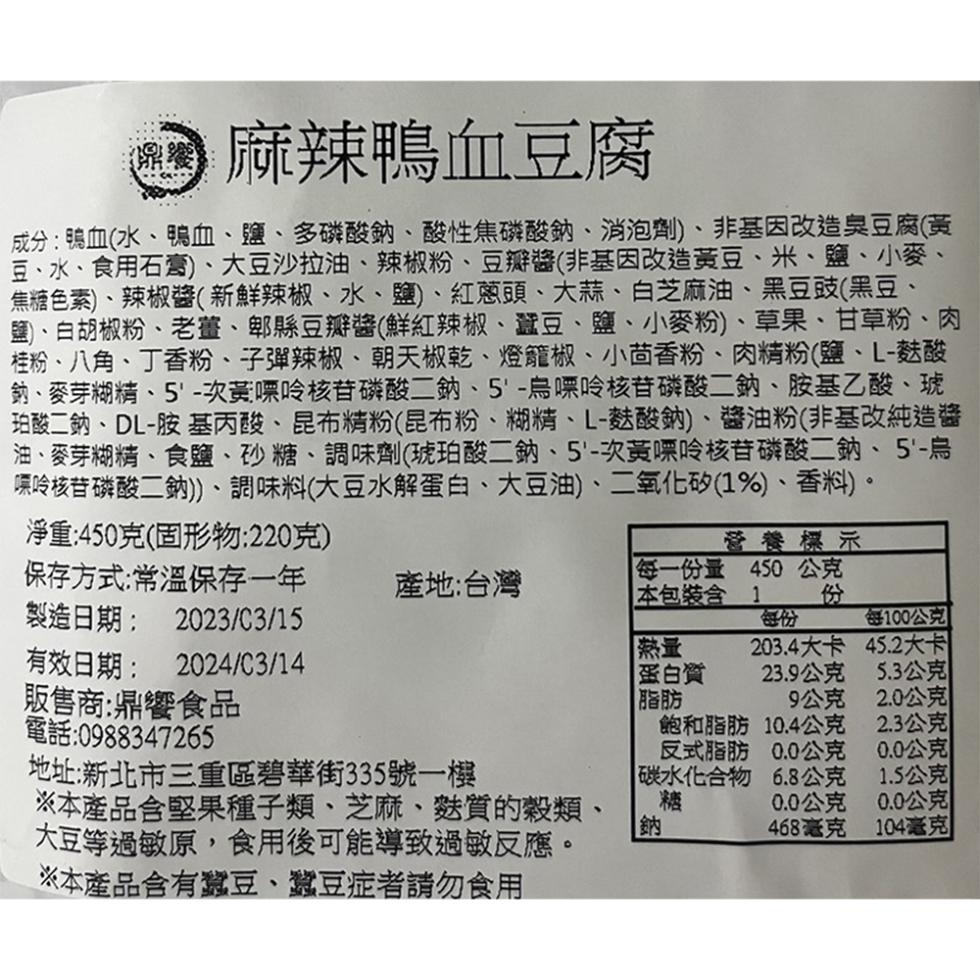 鼎饗 麻辣鴨血豆腐
成分:鴨血(水、鴨血、鹽、多磷酸鈉、酸性焦磷酸鈉、消泡劑)、非基因改造臭豆腐(黃
豆、水、食用石膏)、大豆沙拉油、辣椒粉、豆瓣醬(非基因改造黃豆、米、鹽、小麥、
焦糖色素)、辣椒醬(新鮮辣椒、水、鹽)、紅蔥頭、大蒜、白芝麻油、黑豆豉(黑豆、
鹽)、白胡椒粉、老薑、郫縣豆瓣醬(鮮紅辣椒、蠶豆、鹽、小麥粉)、草果、甘草粉、肉
桂粉、八角、丁香粉、子彈辣椒、朝天椒乾、燈籠椒、小茴香粉、肉精粉(鹽、L-麩酸
鈉、麥芽糊精、5'-次黃嘌呤核苷磷酸二鈉、5'-鳥嘌呤核苷磷酸二鈉、胺基乙酸、琥
珀酸二鈉、DL-胺 基丙酸、昆布精粉(昆布粉、糊精、L-麩酸鈉)、醬油粉(非基改純造醬
油、麥芽糊精、食鹽、砂糖、調味劑(琥珀酸二鈉、5'-次黃嘌呤核苷磷酸二鈉、5'-鳥
嘌呤核苷磷酸二鈉))、調味料(大豆水解蛋白、大豆油)、二氧化矽(1%)、香料)。
淨重:450克(固形物:220克)
保存方式:常溫保存一年
產地:台灣
製造日期: 2023/03/15
有效日期: 2024/03/14
販售商:鼎饗食品
電話:0988347265
地址:新北市三重區碧華街335號一樓
※本產品含堅果種子類、芝麻、麩質的穀類、
大豆等過敏原,食用後可能導致過敏反應。
※本產品含有蠶豆、蠶豆症者請勿食用
營養標示
每一份量 450 公克
本包裝含 1 份
每份 每100公克
熱量 203.4大卡 45.2大卡
蛋白質 23.9公克 5.3公克
脂肪 9公克 2.0公克
飽和脂肪 10.4公克 2.3公克
反式脂肪 0.0公克 0.0公克
碳水化合物 6.8公克 1.5公克
糖 0.0公克 0.0公克
鈉 468毫克 104毫克